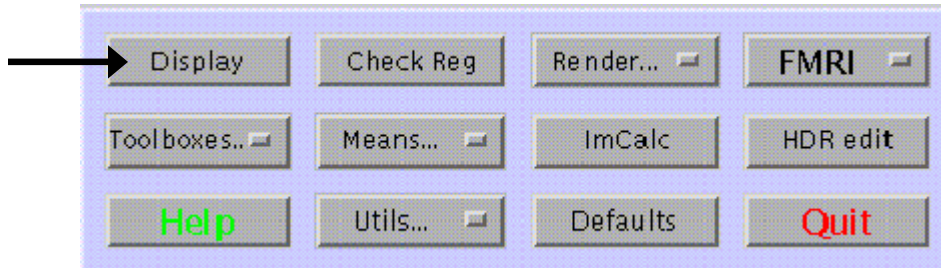 Display Check Reg Render... FMRI
Toolboxes.. Means... ImCalc HDR edit
Help Utils... Defaults Quit